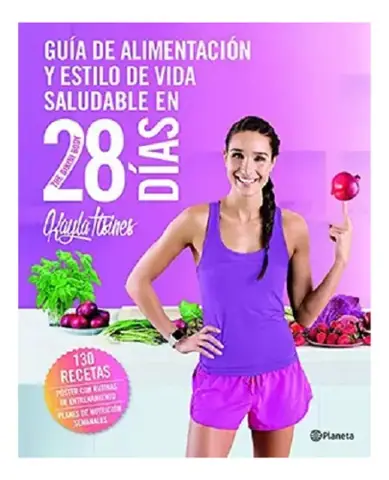 GUÍA DE ALIMENTACIÓN
Y ESTILO DE VIDA
SALUDABLE EN
THE BIKINI BODY
28
DÍAS
Kayla Itsines
130
RECETAS
PÓSTER CON RUTINAS
DE ENTRENAMIENTO
PLANES DE NUTRICIÓN
SEMANALES
Planeta